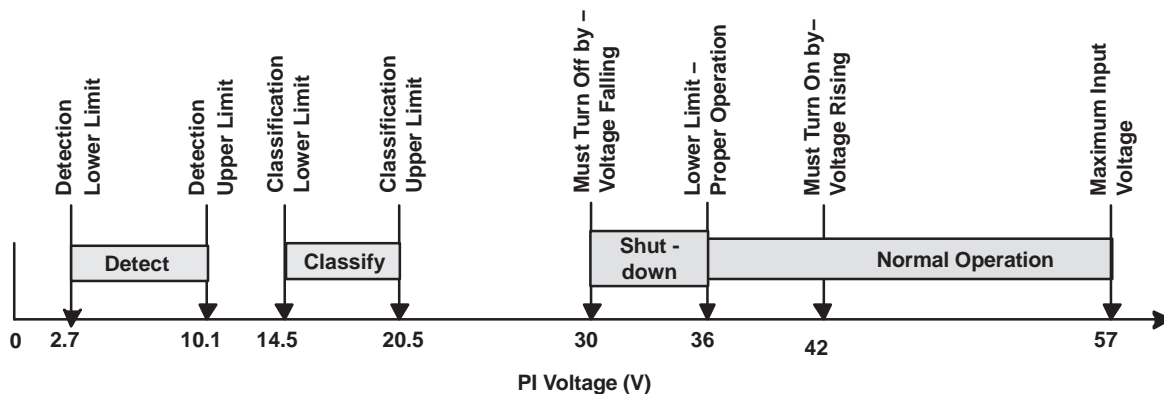 Detection
Lower Limit
Detection
Upper Limit
Classification
Lower Limit
Classification
Upper Limit
Must Turn Off by –
Voltage Falling
Lower Limit –
Proper Operation
Must Turn On by–
Voltage Rising
Maximum Input
Voltage
Detect
Classify
Shut -
down
Normal Operation
0
2.7
10.1
14.5
20.5
30
36
42
57
PI Voltage (V)